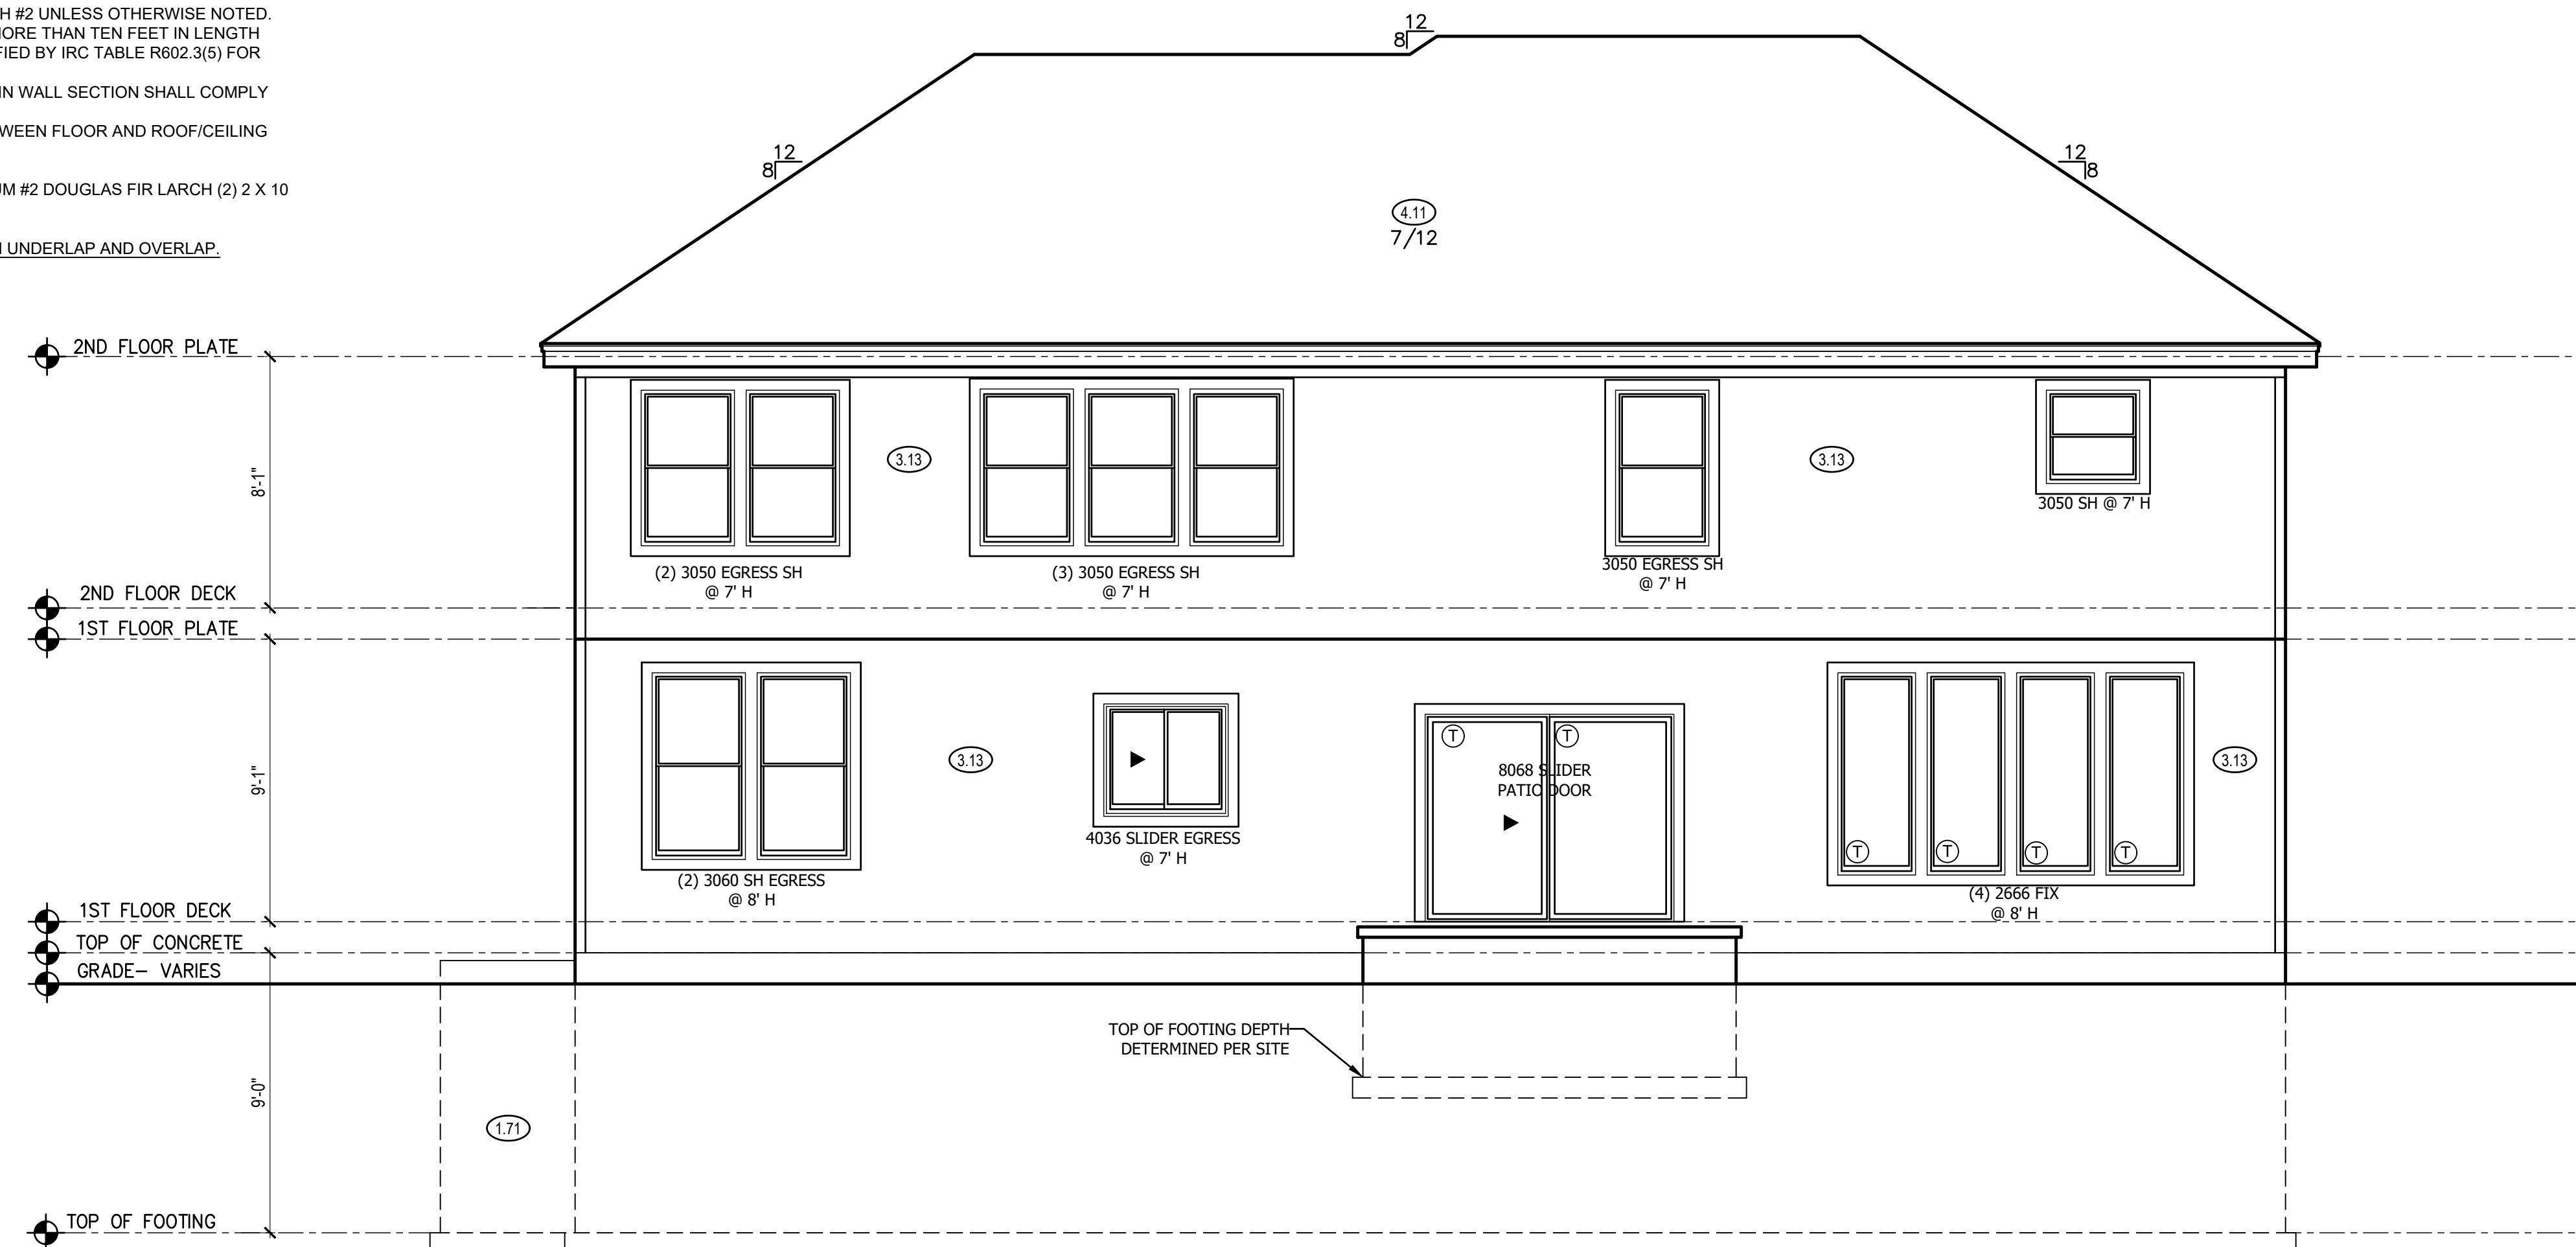 H #2 UNLESS OTHERWISE NOTED.
MORE THAN TEN FEET IN LENGTH
FIED BY IRC TABLE R602.3(5) FOR
IN WALL SECTION SHALL COMPLY
WEEN FLOOR AND ROOF/CEILING
UM #2 DOUGLAS FIR LARCH (2) 2 X 10
UNDERLAP AND OVERLAP.
12
8
12
8
12
8
4.11
7/12
2ND FLOOR PLATE
8'-1"
3.13
3.13
3050 SH @ 7' H
(2) 3050 EGRESS SH
@ 7' H
(3) 3050 EGRESS SH
@ 7' H
3050 EGRESS SH
@ 7' H
2ND FLOOR DECK
1ST FLOOR PLATE
9'-1"
3.13
3.13
T
T
8068 SLIDER
PATIO DOOR
4036 SLIDER EGRESS
@ 7' H
T
T
T
T
(2) 3060 SH EGRESS
@ 8' H
(4) 2666 FIX
@ 8' H
1ST FLOOR DECK
TOP OF CONCRETE
GRADE- VARIES
TOP OF FOOTING DEPTH
DETERMINED PER SITE
9'-0"
1.71
TOP OF FOOTING